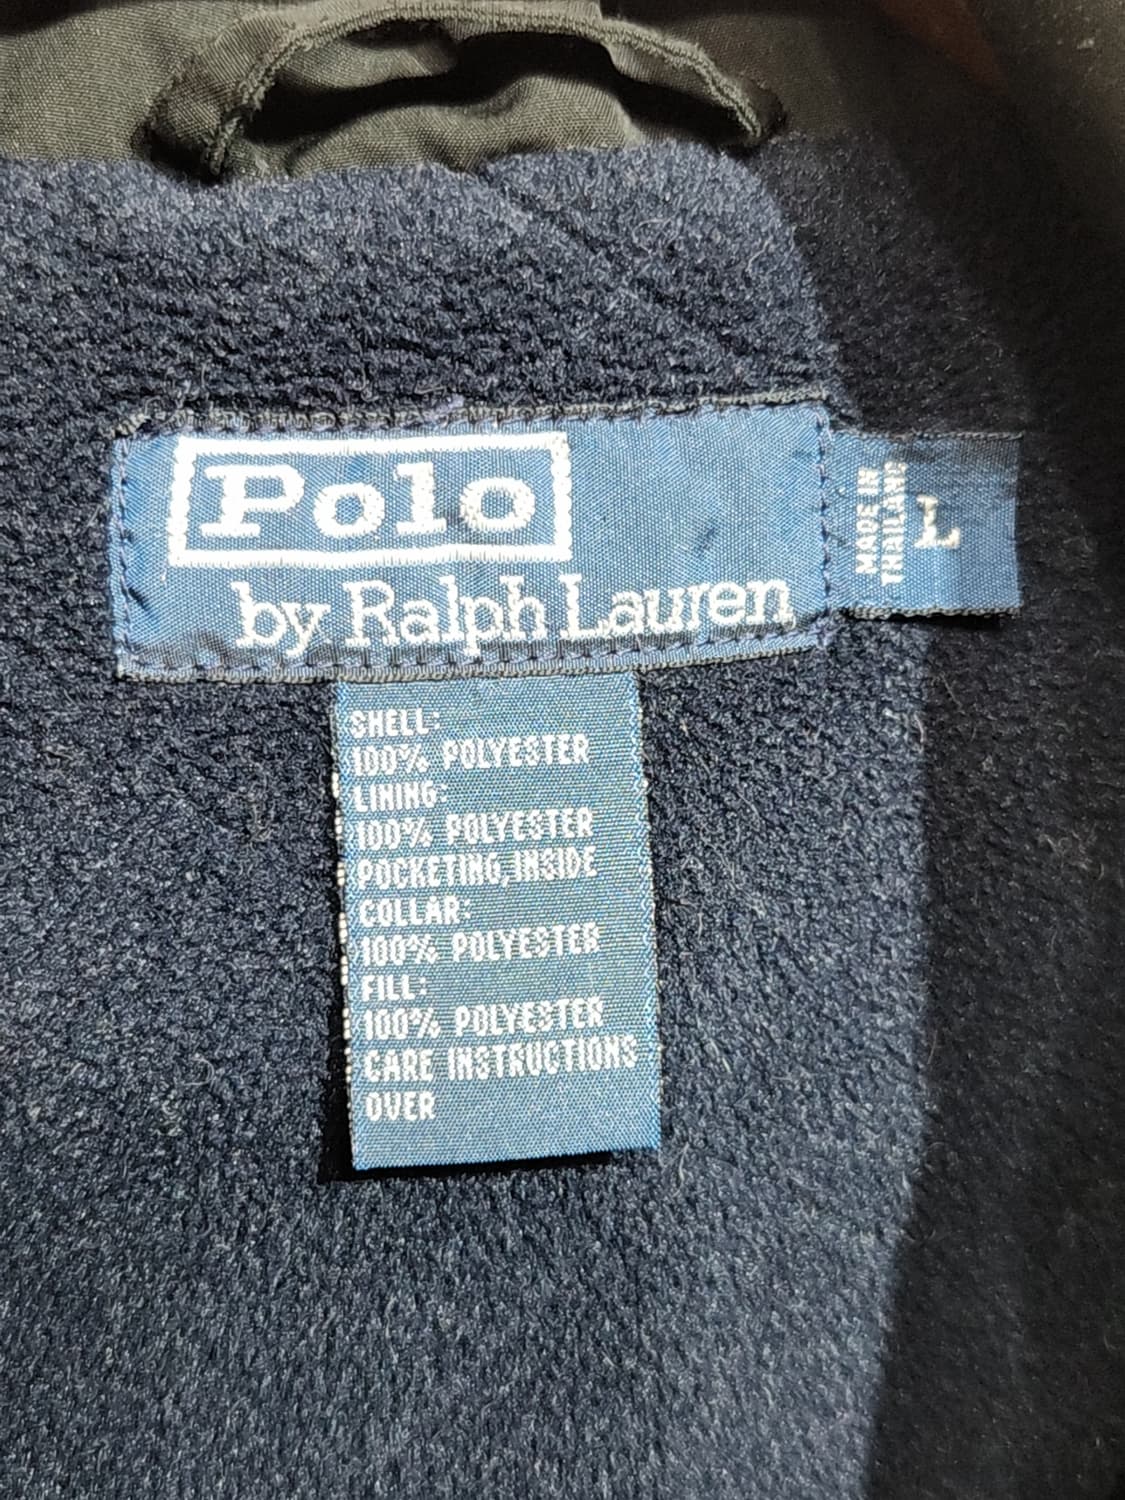 Polo
by Ralph Lauren
MADE IN
THAILAND
L
SHELL:
100% POLYESTER
LINING:
100% POLYESTER
POCKETING,INSIDE
COLLAR:
100% POLYESTER
FILL:
100% POLYESTER
CARE INSTRUCTIONS
OVER